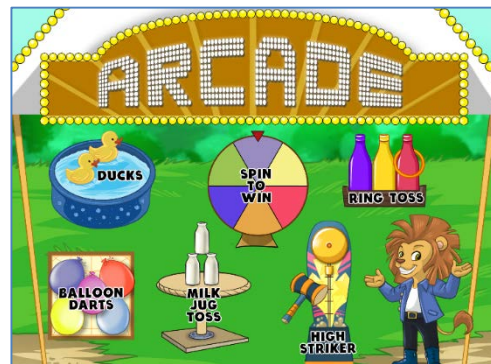 ARCADE
DUCKS
SPIN
TO
WIN
RING TOSS
BALLOON
DARTS
MILK
JUG
TOSS
HIGH
STRIKER